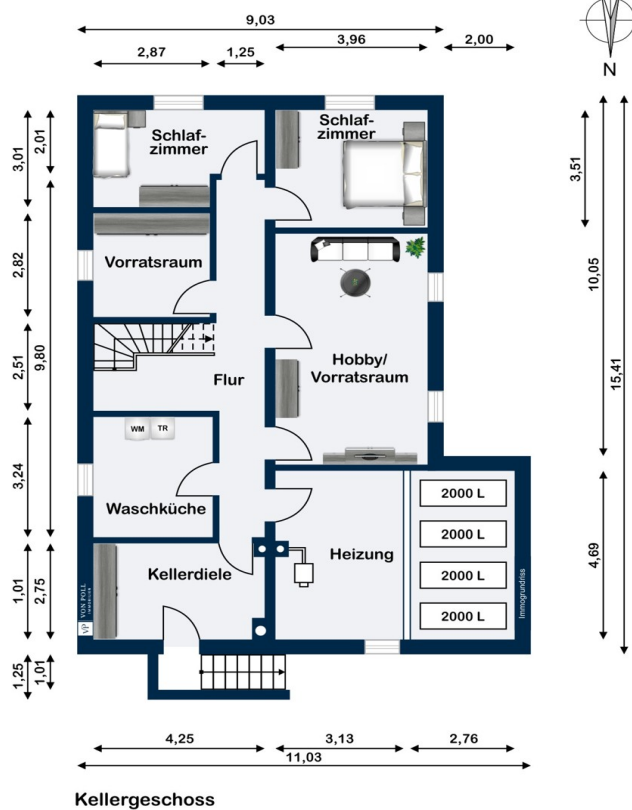 9,03
2,87
1,25
3,96
2,00
N
Schlaf-
zimmer
Schlaf-
zimmer
3,01
2,01
3,51
Vorratsraum
2,82
10,05
9,80
15,41
2,51
Flur
Hobby/
Vorratsraum
WM
TR
3,24
Waschküche
2000 L
2000 L
2000 L
2000 L
Heizung
4,69
Kellerdiele
1,01
2,75
VP VON POLL
IMMOBILIEN
Immogrundriss
1,25
1,01
4,25
3,13
2,76
11,03
Kellergeschoss